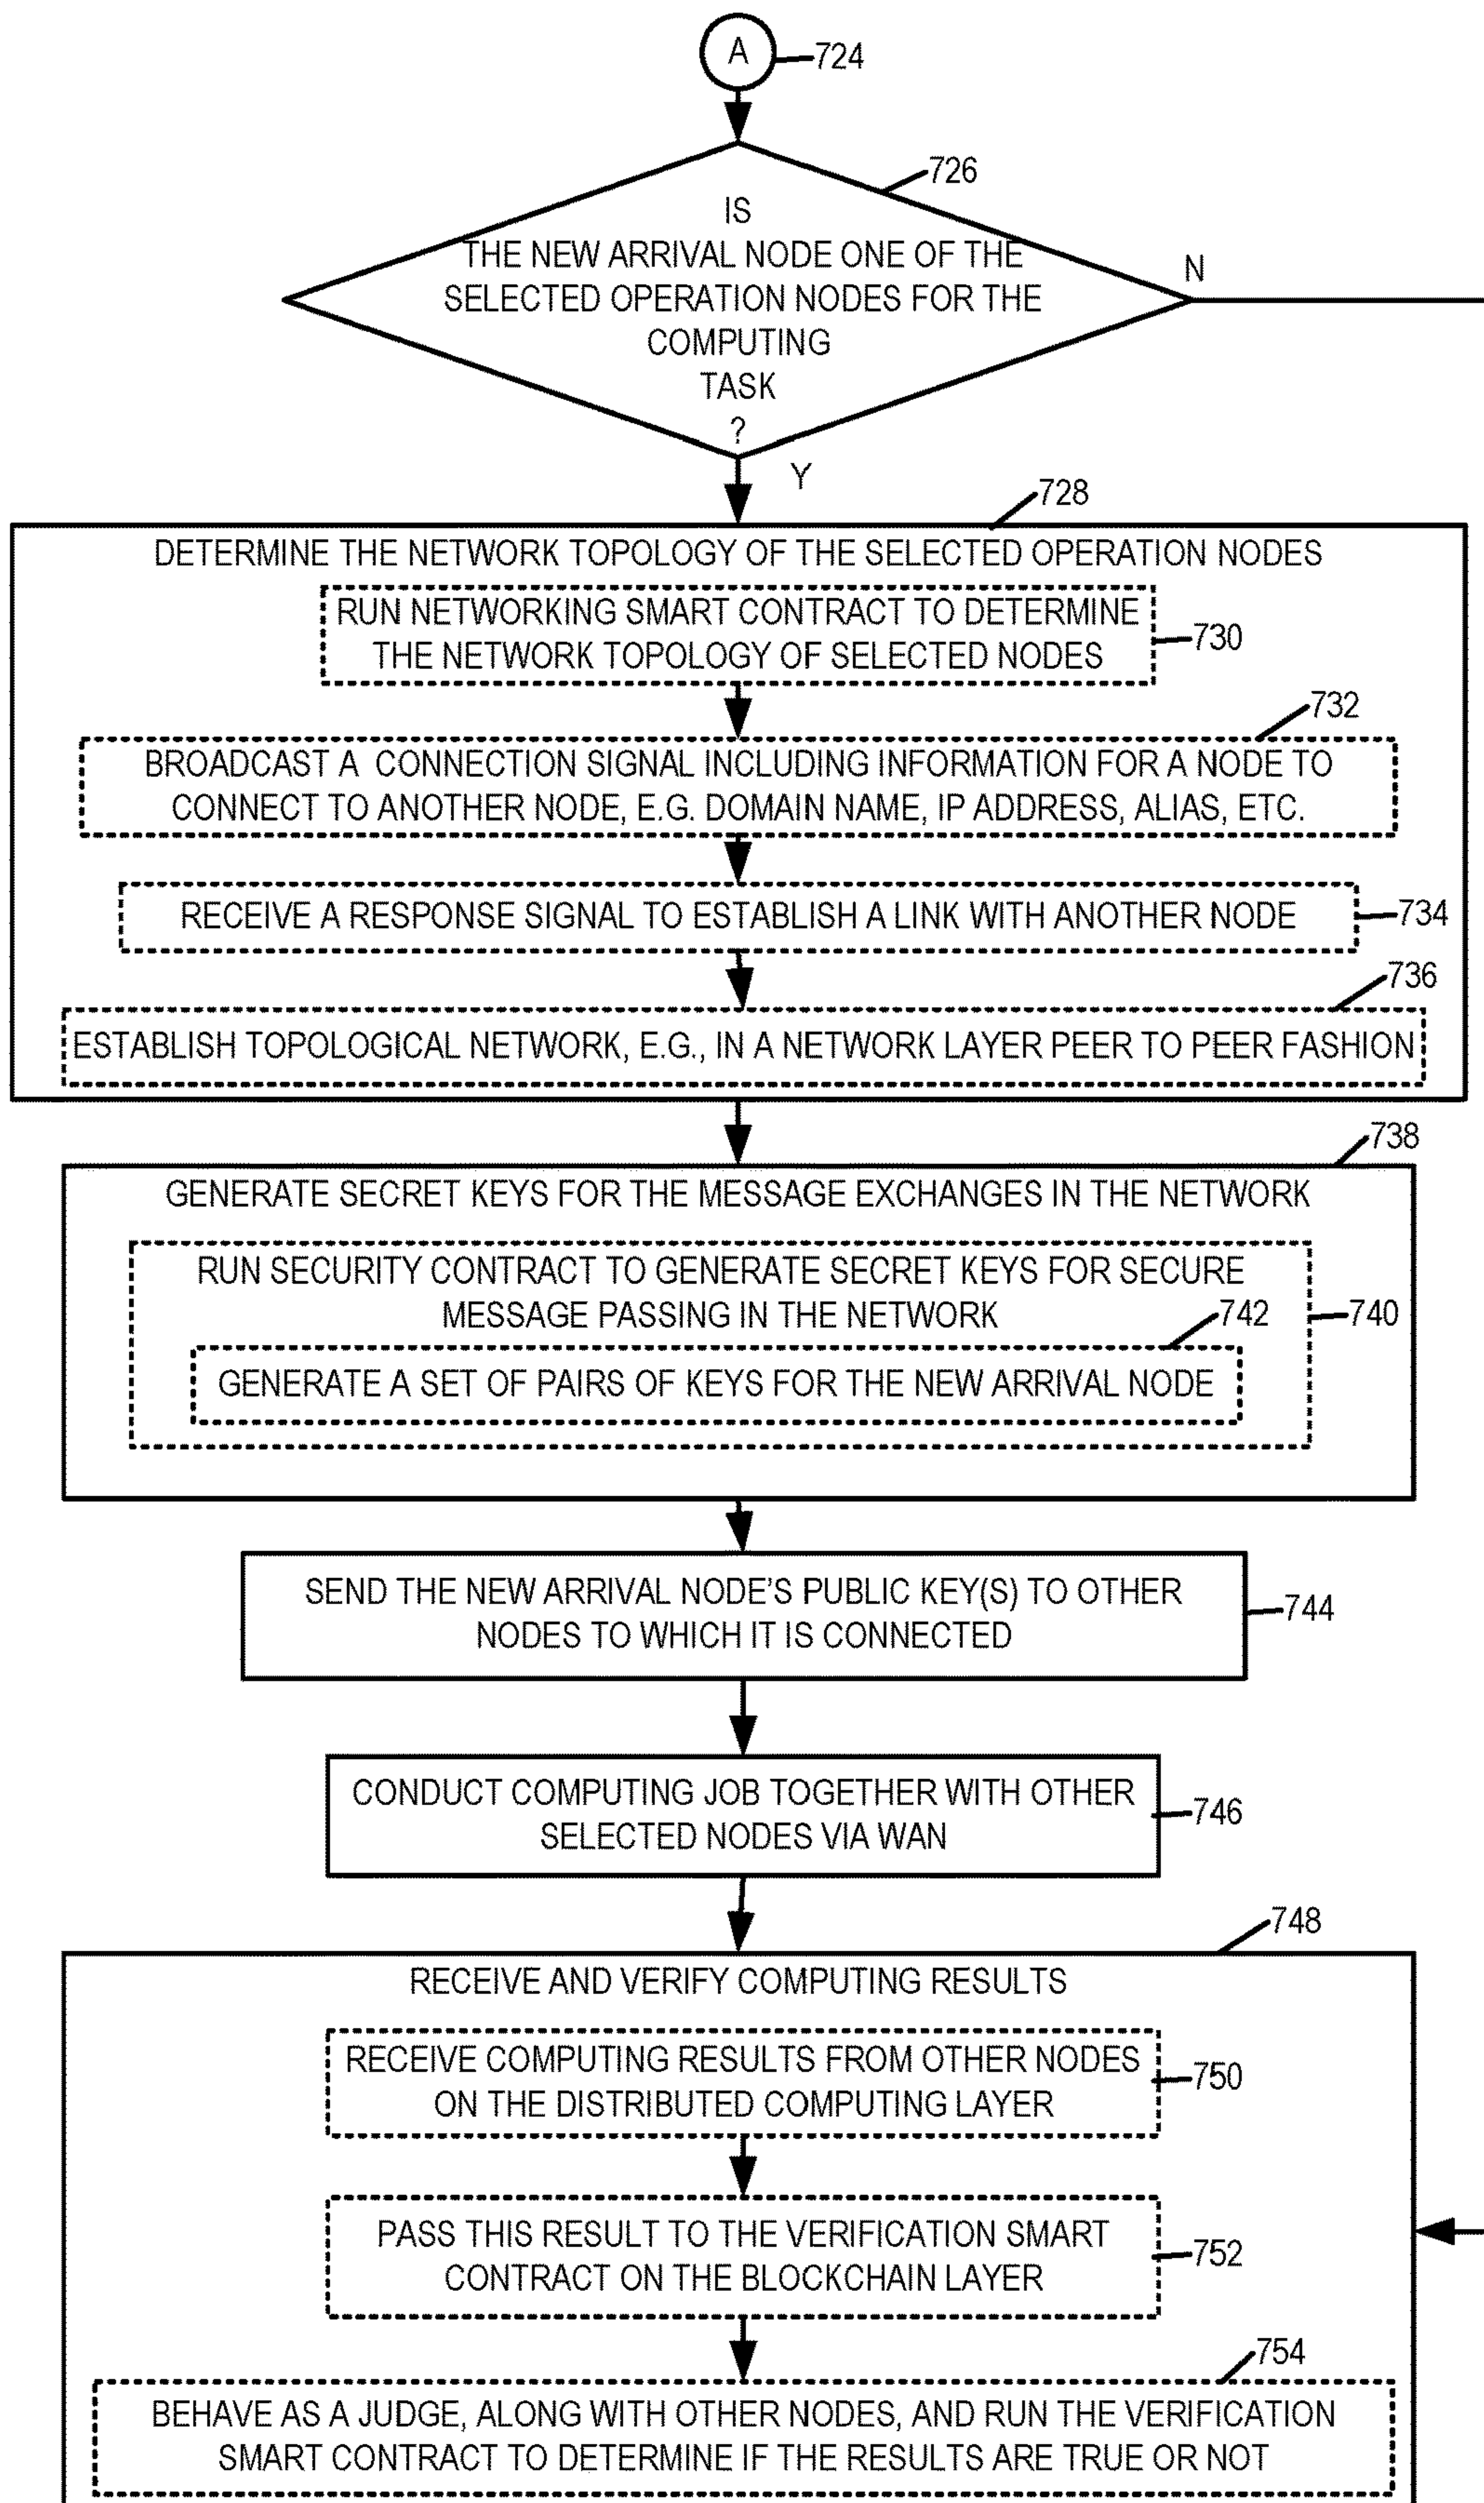 A
724
726
IS
THE NEW ARRIVAL NODE ONE OF THE
SELECTED OPERATION NODES FOR THE
COMPUTING
TASK
?
N
Y
728
DETERMINE THE NETWORK TOPOLOGY OF THE SELECTED OPERATION NODES
RUN NETWORKING SMART CONTRACT TO DETERMINE
THE NETWORK TOPOLOGY OF SELECTED NODES
730
732
BROADCAST A CONNECTION SIGNAL INCLUDING INFORMATION FOR A NODE TO
CONNECT TO ANOTHER NODE, E.G. DOMAIN NAME, IP ADDRESS, ALIAS, ETC.
RECEIVE A RESPONSE SIGNAL TO ESTABLISH A LINK WITH ANOTHER NODE
734
736
ESTABLISH TOPOLOGICAL NETWORK, E.G., IN A NETWORK LAYER PEER TO PEER FASHION
738
GENERATE SECRET KEYS FOR THE MESSAGE EXCHANGES IN THE NETWORK
RUN SECURITY CONTRACT TO GENERATE SECRET KEYS FOR SECURE
MESSAGE PASSING IN THE NETWORK
742
740
GENERATE A SET OF PAIRS OF KEYS FOR THE NEW ARRIVAL NODE
SEND THE NEW ARRIVAL NODE'S PUBLIC KEY(S) TO OTHER
NODES TO WHICH IT IS CONNECTED
744
CONDUCT COMPUTING JOB TOGETHER WITH OTHER
SELECTED NODES VIA WAN
746
748
RECEIVE AND VERIFY COMPUTING RESULTS
RECEIVE COMPUTING RESULTS FROM OTHER NODES
ON THE DISTRIBUTED COMPUTING LAYER
750
PASS THIS RESULT TO THE VERIFICATION SMART
CONTRACT ON THE BLOCKCHAIN LAYER
752
754
BEHAVE AS A JUDGE, ALONG WITH OTHER NODES, AND RUN THE VERIFICATION
SMART CONTRACT TO DETERMINE IF THE RESULTS ARE TRUE OR NOT